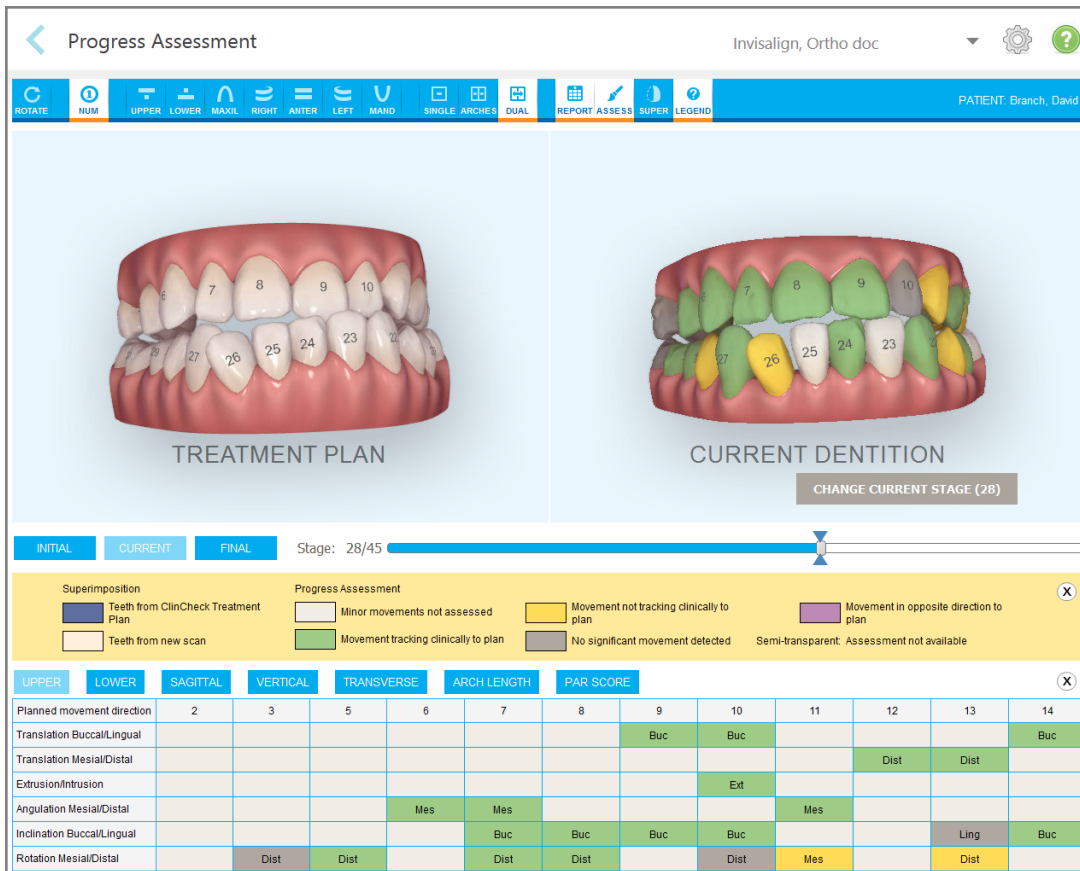 Progress Assessment
Invisalign, Ortho doc
?
ROTATE NUM UPPER LOWER MAXIL RIGHT ANTER LEFT MAND SINGLE ARCHES DUAL REPORT ASSESS SUPER LEGEND PATIENT: Branch, David
6 7 8 9 10
27 26 25 24 23 22
TREATMENT PLAN
6 7 8 9 10
27 26 25 24 23
CURRENT DENTITION
CHANGE CURRENT STAGE (28)
INITIAL CURRENT FINAL Stage: 28/45
Superimposition Progress Assessment X
Teeth from ClinCheck Treatment Plan
Minor movements not assessed
Movement not tracking clinically to plan
Movement in opposite direction to plan
Teeth from new scan
Movement tracking clinically to plan
No significant movement detected
Semi-transparent: Assessment not available
UPPER LOWER SAGITTAL VERTICAL TRANSVERSE ARCH LENGTH PAR SCORE X
Planned movement direction 2 3 5 6 7 8 9 10 11 12 13 14
Translation Buccal/Lingual Buc Buc Buc
Translation Mesial/Distal Dist Dist
Extrusion/Intrusion Ext
Angulation Mesial/Distal Mes Mes Mes
Inclination Buccal/Lingual Buc Buc Buc Buc Ling Buc
Rotation Mesial/Distal Dist Dist Dist Dist Dist Mes Dist